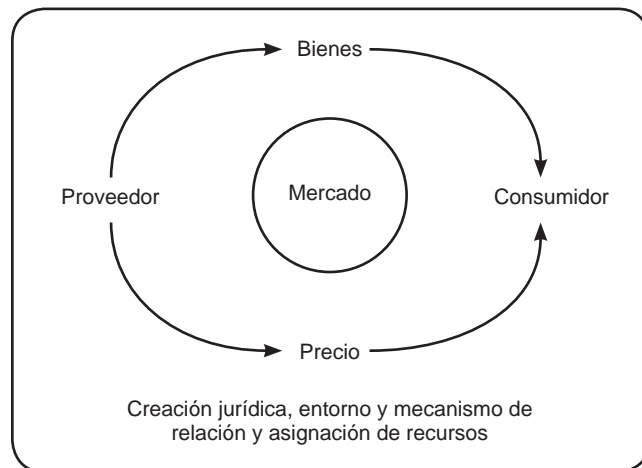 Bienes
Proveedor
Mercado
Consumidor
Precio
Creación jurídica, entorno y mecanismo de
relación y asignación de recursos